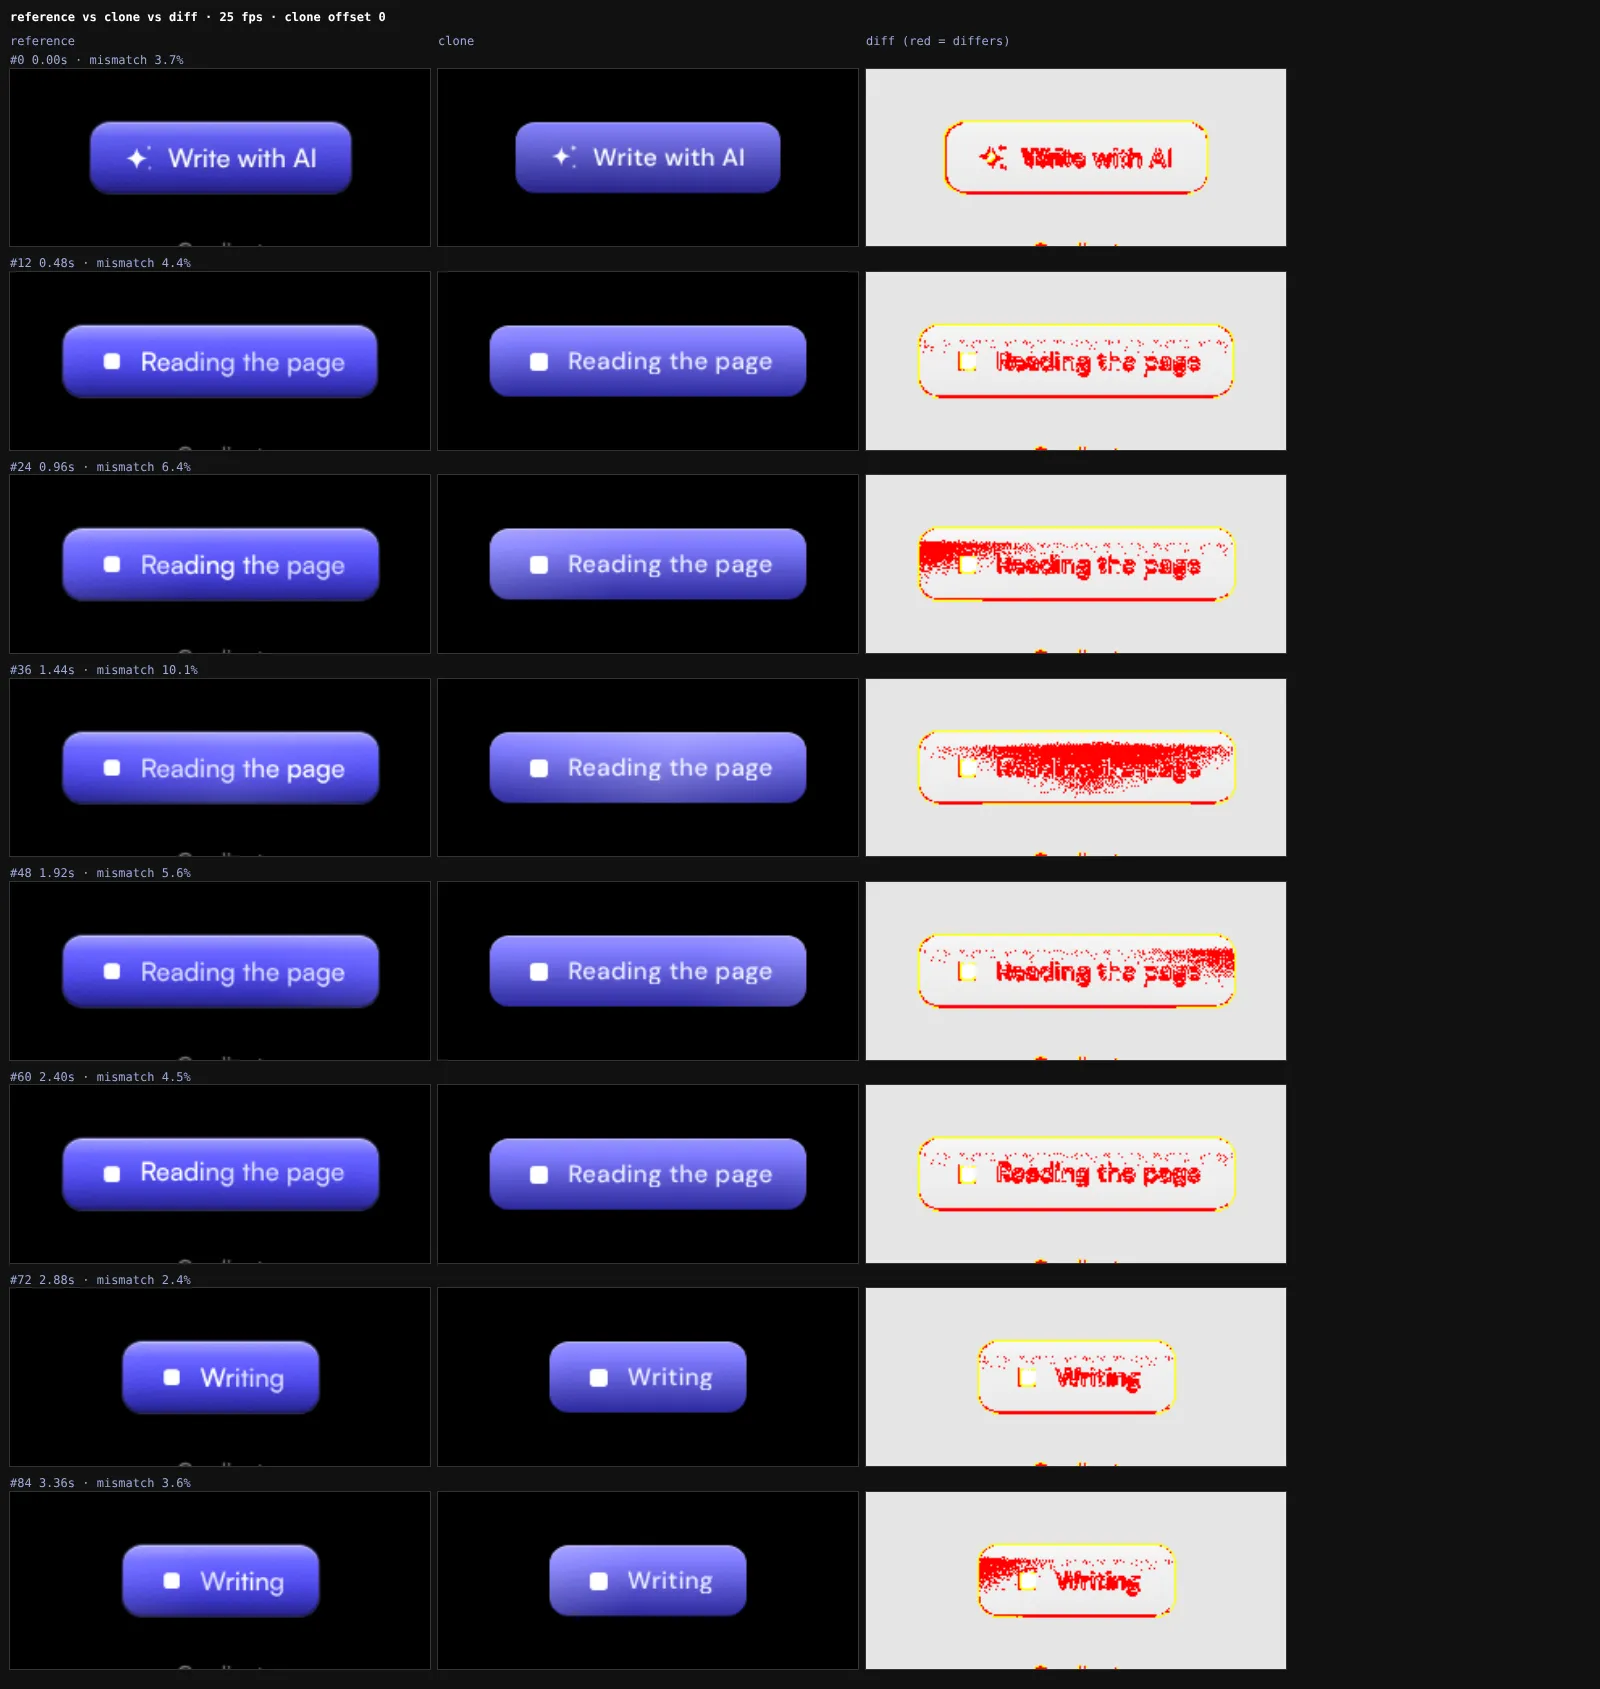 reference vs clone vs diff · 25 fps · clone offset 0
reference clone diff (red = differs)
#0 0.00s · mismatch 3.7%
Write with AI Write with AI Write with AI
#12 0.48s · mismatch 4.4%
Reading the page Reading the page Reading the page
#24 0.96s · mismatch 6.4%
Reading the page Reading the page Reading the page
#36 1.44s · mismatch 10.1%
Reading the page Reading the page Reading the page
#48 1.92s · mismatch 5.6%
Reading the page Reading the page Reading the page
#60 2.40s · mismatch 4.5%
Reading the page Reading the page Reading the page
#72 2.88s · mismatch 2.4%
Writing Writing Writing
#84 3.36s · mismatch 3.6%
Writing Writing Writing